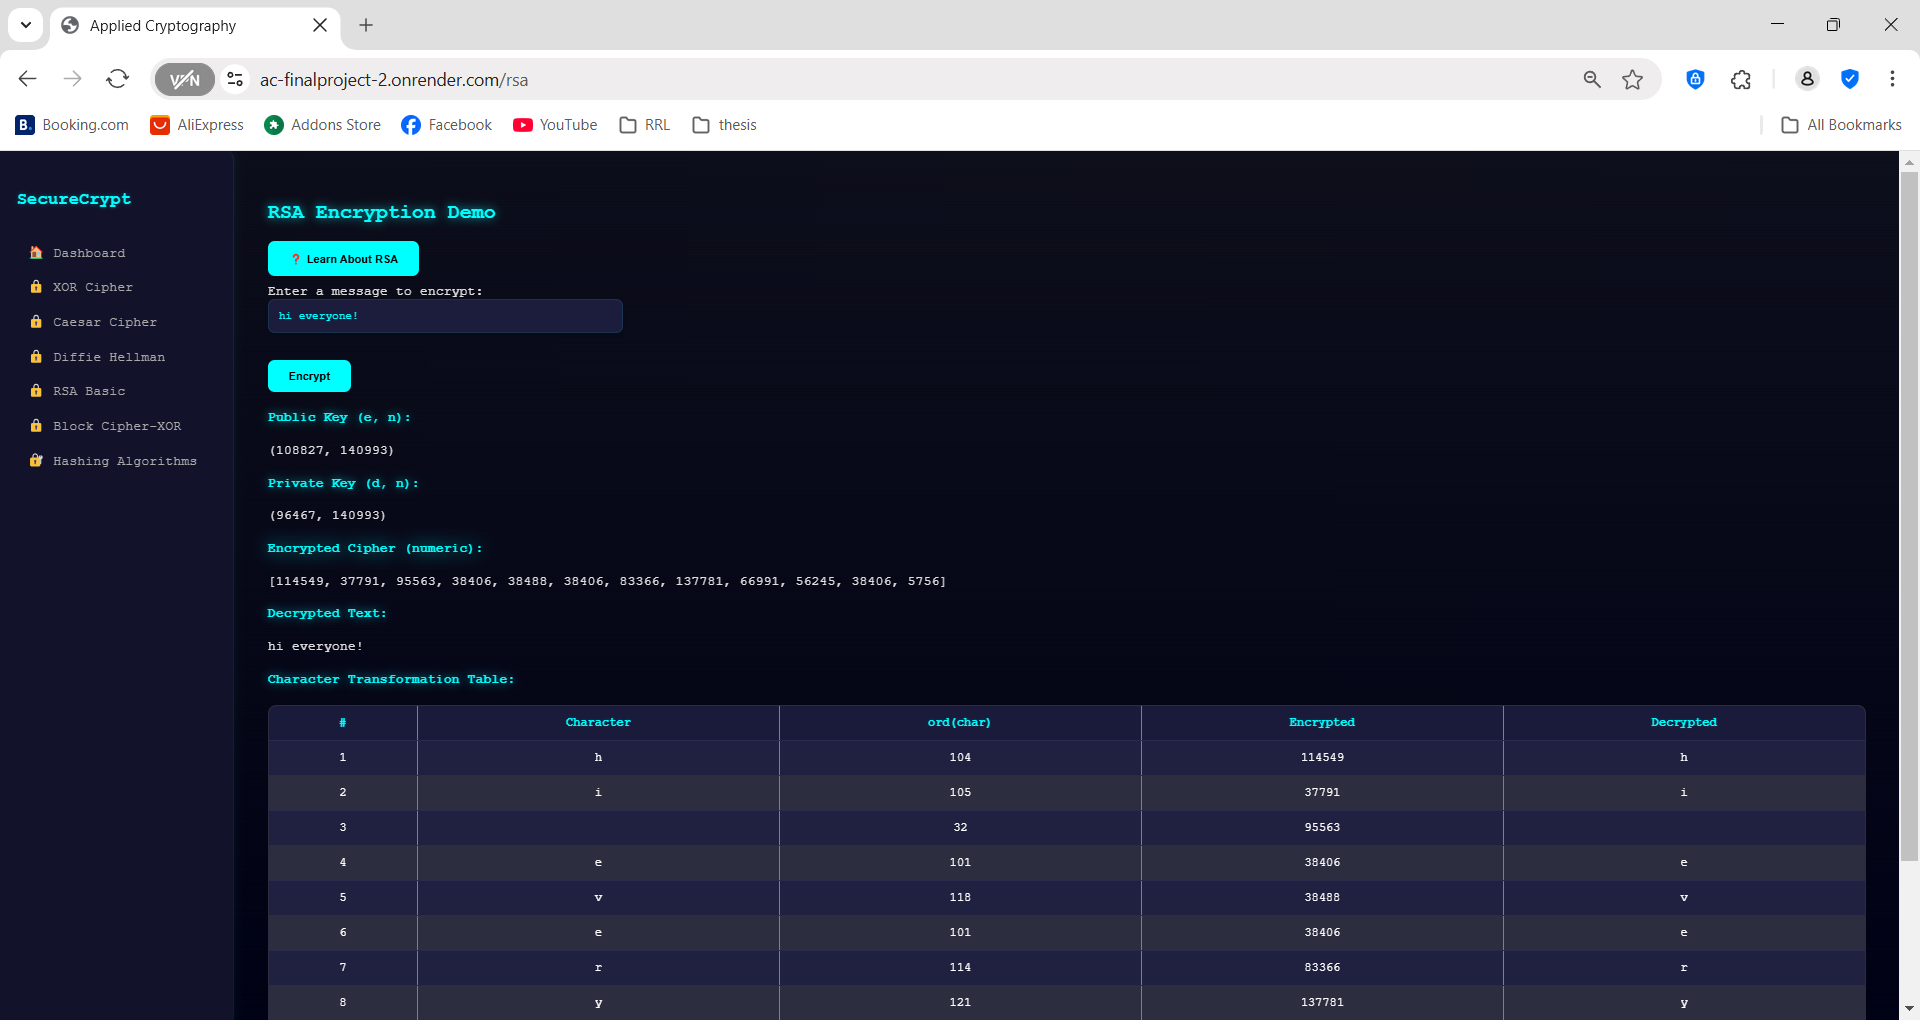 Applied Cryptography
VPN
ac-finalproject-2.onrender.com/rsa
B. Booking.com
AliExpress
Addons Store
Facebook
YouTube
RRL
thesis
All Bookmarks
SecureCrypt
Dashboard
XOR Cipher
Caesar Cipher
Diffie Hellman
RSA Basic
Block Cipher-XOR
Hashing Algorithms
RSA Encryption Demo
❓ Learn About RSA
Enter a message to encrypt:
hi everyone!
Encrypt
Public Key (e, n):
(108827, 140993)
Private Key (d, n):
(96467, 140993)
Encrypted Cipher (numeric):
[114549, 37791, 95563, 38406, 38488, 38406, 83366, 137781, 66991, 56245, 38406, 5756]
Decrypted Text:
hi everyone!
Character Transformation Table:
# Character ord(char) Encrypted Decrypted
1 h 104 114549 h
2 i 105 37791 i
3 32 95563
4 e 101 38406 e
5 v 118 38488 v
6 e 101 38406 e
7 r 114 83366 r
8 y 121 137781 y